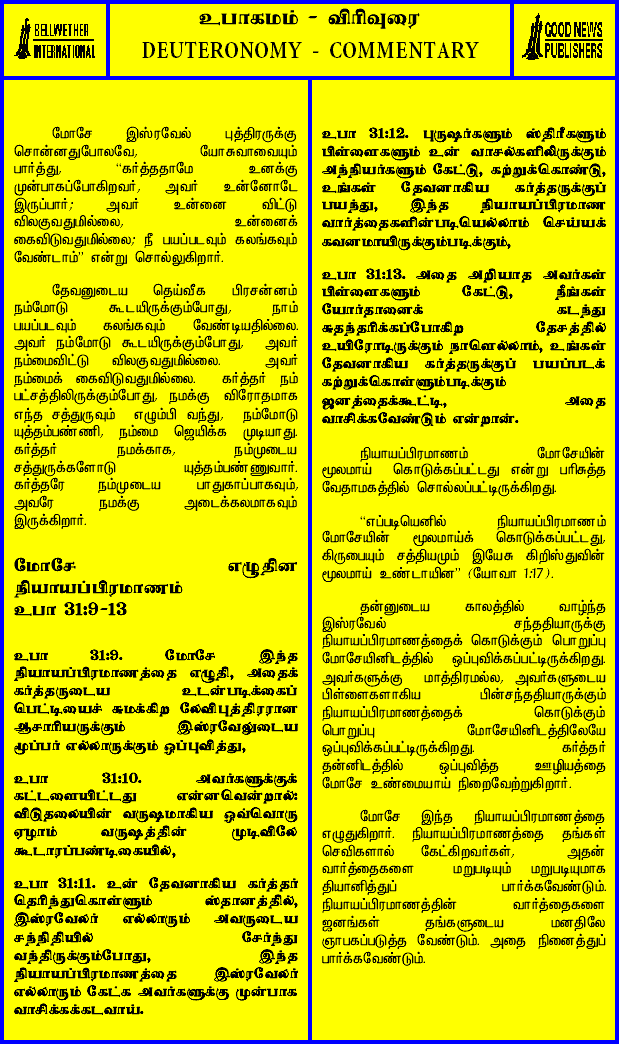 BELLWETHER
INTERNATIONAL
உபாகமம் - விரிவுரை
DEUTERONOMY - COMMENTARY
GOOD NEWS
PUBLISHERS
மோசே இஸ்ரவேல் புத்திரருக்கு
சொன்னதுபோலவே, யோசுவாவையும்
பார்த்து, “கர்த்ததாமே உனக்கு
முன்பாகப்போகிறவர், அவர் உன்னோடே
இருப்பார்; அவர் உன்னை விட்டு
விலகுவதுமில்லை, உன்னைக்
கைவிடுவதுமில்லை; நீ பயப்படவும் கலங்கவும்
வேண்டாம்” என்று சொல்லுகிறார்.
தேவனுடைய தெய்வீக பிரசன்னம்
நம்மோடு கூடயிருக்கும்போது, நாம்
பயப்படவும் கலங்கவும் வேண்டியதில்லை.
அவர் நம்மோடு கூடயிருக்கும்போது, அவர்
நம்மைவிட்டு விலகுவதுமில்லை. அவர்
நம்மைக் கைவிடுவதுமில்லை. கர்த்தர் நம்
பட்சத்திலிருக்கும்போது, நமக்கு விரோதமாக
எந்த சத்துருவும் எழும்பி வந்து, நம்மோடு
யுத்தம்பண்ணி, நம்மை ஜெயிக்க முடியாது.
கர்த்தர் நமக்காக, நம்முடைய
சத்துருக்களோடு யுத்தம்பண்ணுவார்.
கர்த்தரே நம்முடைய பாதுகாப்பாகவும்,
அவரே நமக்கு அடைக்கலமாகவும்
இருக்கிறார்.
மோசே எழுதின
நியாயப்பிரமாணம்
உபா 31:9-13
உபா 31:9. மோசே இந்த
நியாயப்பிரமாணத்தை எழுதி, அதைக்
கர்த்தருடைய உடன்படிக்கைப்
பெட்டியைச் சுமக்கிற லேவிபுத்திரரான
ஆசாரியருக்கும் இஸ்ரவேலுடைய
மூப்பர் எல்லாருக்கும் ஒப்புவித்து,
உபா 31:10. அவர்களுக்குக்
கட்டளையிட்டது என்னவென்றால்:
விடுதலையின் வருஷமாகிய ஒவ்வொரு
ஏழாம் வருஷத்தின் முடிவிலே
கூடாரப்பண்டிகையில்,
உபா 31:11. உன் தேவனாகிய கர்த்தர்
தெரிந்துகொள்ளும் ஸ்தானத்தில்,
இஸ்ரவேலர் எல்லாரும் அவருடைய
சந்நிதியில் சேர்ந்து
வந்திருக்கும்போது, இந்த
நியாயப்பிரமாணத்தை இஸ்ரவேலர்
எல்லாரும் கேட்க அவர்களுக்கு முன்பாக
வாசிக்கக்கடவாய்.
உபா 31:12. புருஷர்களும் ஸ்திரீகளும்
பிள்ளைகளும் உன் வாசல்களிலிருக்கும்
அந்நியர்களும் கேட்டு, கற்றுக்கொண்டு,
உங்கள் தேவனாகிய கர்த்தருக்குப்
பயந்து, இந்த நியாயப்பிரமாண
வார்த்தைகளின்படியெல்லாம் செய்யக்
கவனமாயிருக்கும்படிக்கும்,
உபா 31:13. அதை அறியாத அவர்கள்
பிள்ளைகளும் கேட்டு, நீங்கள்
யோர்தானைக் கடந்து
சுதந்தரிக்கப்போகிற தேசத்தில்
உயிரோடிருக்கும் நாளெல்லாம், உங்கள்
தேவனாகிய கர்த்தருக்குப் பயப்படக்
கற்றுக்கொள்ளும்படிக்கும்
ஜனத்தைக்கூட்டி, அதை
வாசிக்கவேண்டும் என்றான்.
நியாயப்பிரமாணம் மோசேயின்
மூலமாய் கொடுக்கப்பட்டது என்று பரிசுத்த
வேதாமகத்தில் சொல்லப்பட்டிருக்கிறது.
“எப்படியெனில் நியாயப்பிரமாணம்
மோசேயின் மூலமாய்க் கொடுக்கப்பட்டது,
கிருபையும் சத்தியமும் இயேசு கிறிஸ்துவின்
மூலமாய் உண்டாயின” (யோவா 1:17).
தன்னுடைய காலத்தில் வாழ்ந்த
இஸ்ரவேல் சந்ததியாருக்கு
நியாயப்பிரமாணத்தைக் கொடுக்கும் பொறுப்பு
மோசேயினிடத்தில் ஒப்புவிக்கப்பட்டிருக்கிறது.
அவர்களுக்கு மாத்திரமல்ல, அவர்களுடைய
பிள்ளைகளாகிய பின்சந்ததியாருக்கும்
நியாயப்பிரமாணத்தைக் கொடுக்கும்
பொறுப்பு மோசேயினிடத்திலேயே
ஒப்புவிக்கப்பட்டிருக்கிறது. கர்த்தர்
தன்னிடத்தில் ஒப்புவித்த ஊழியத்தை
மோசே உண்மையாய் நிறைவேற்றுகிறார்.
மோசே இந்த நியாயப்பிரமாணத்தை
எழுதுகிறார். நியாயப்பிரமாணத்தை தங்கள்
செவிகளால் கேட்கிறவர்கள், அதன்
வார்த்தைகளை மறுபடியும் மறுபடியுமாக
தியானித்துப் பார்க்கவேண்டும்.
நியாயப்பிரமாணத்தின் வார்த்தைகளை
ஜனங்கள் தங்களுடைய மனதிலே
ஞாபகப்படுத்த வேண்டும். அதை நினைத்துப்
பார்க்கவேண்டும்.